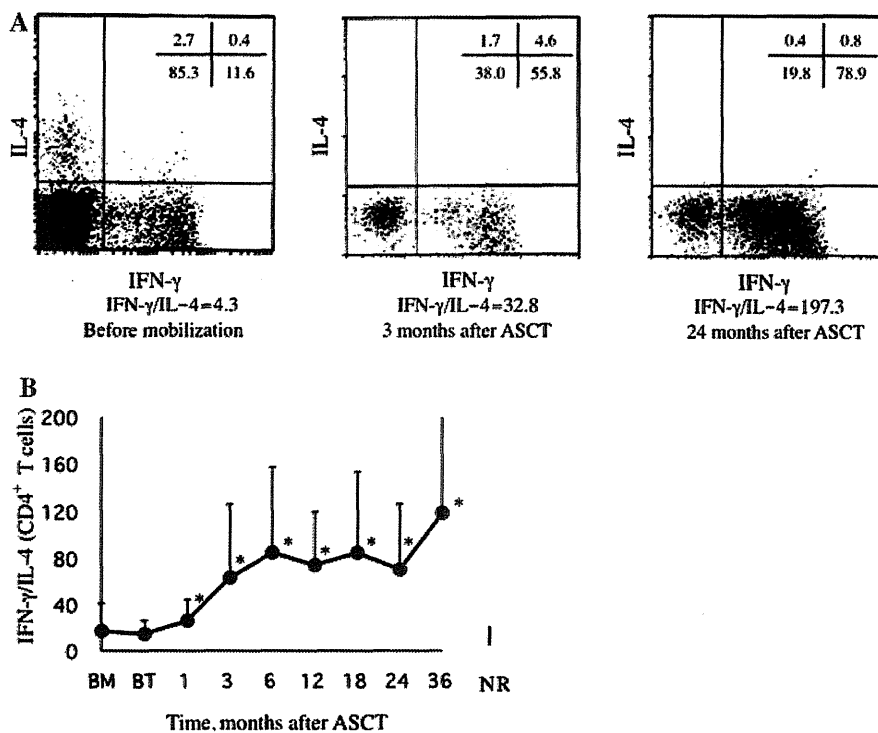 A
2.7 0.4
85.3 11.6
IL-4
IFN-γ
IFN-γ/IL-4=4.3
Before mobilization
1.7 4.6
38.0 55.8
IL-4
IFN-γ
IFN-γ/IL-4=32.8
3 months after ASCT
0.4 0.8
19.8 78.9
IL-4
IFN-γ
IFN-γ/IL-4=197.3
24 months after ASCT
B
IFN-γ/IL-4 (CD4⁺ T cells)
200
160
120
80
40
0
* * * * * * *
BM BT 1 3 6 12 18 24 36 NR
Time, months after ASCT